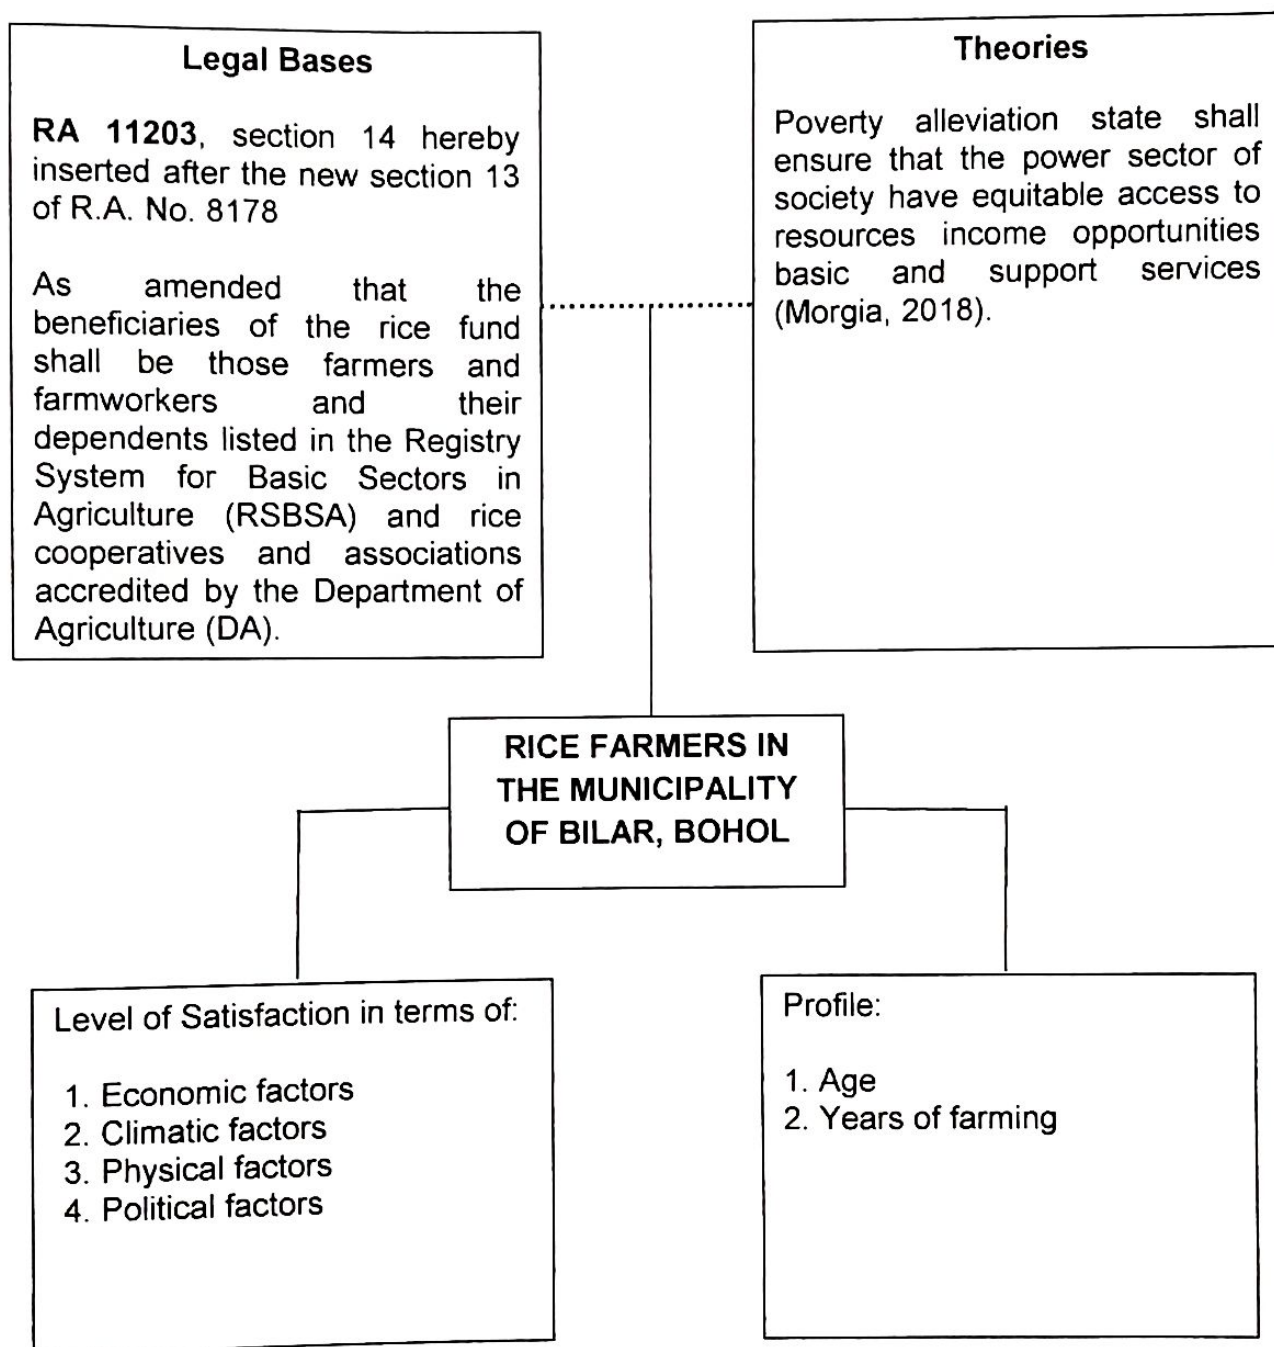 Legal Bases
RA 11203, section 14 hereby
inserted after the new section 13
of R.A. No. 8178
As amended that the
beneficiaries of the rice fund
shall be those farmers and
farmworkers and their
dependents listed in the Registry
System for Basic Sectors in
Agriculture (RSBSA) and rice
cooperatives and associations
accredited by the Department of
Agriculture (DA).
Theories
Poverty alleviation state shall
ensure that the power sector of
society have equitable access to
resources income opportunities
basic and support services
(Morgia, 2018).
RICE FARMERS IN
THE MUNICIPALITY
OF BILAR, BOHOL
Level of Satisfaction in terms of:
1. Economic factors
2. Climatic factors
3. Physical factors
4. Political factors
Profile:
1. Age
2. Years of farming